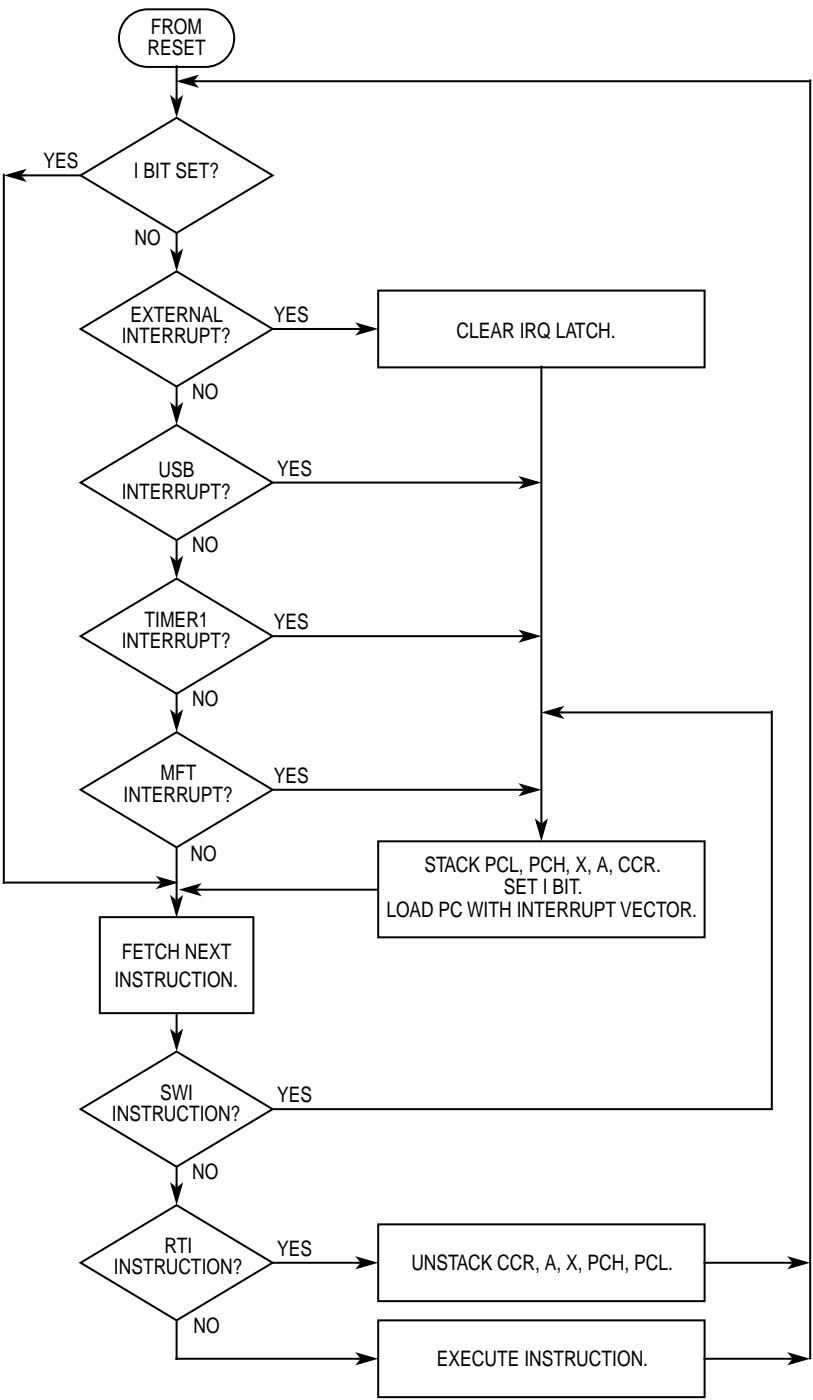 FROM
RESET
I BIT SET?
YES
NO
EXTERNAL
INTERRUPT?
YES
CLEAR IRQ LATCH.
NO
USB
INTERRUPT?
YES
NO
TIMER1
INTERRUPT?
YES
NO
MFT
INTERRUPT?
YES
NO
STACK PCL, PCH, X, A, CCR.
SET I BIT.
LOAD PC WITH INTERRUPT VECTOR.
FETCH NEXT
INSTRUCTION.
SWI
INSTRUCTION?
YES
NO
RTI
INSTRUCTION?
YES
UNSTACK CCR, A, X, PCH, PCL.
NO
EXECUTE INSTRUCTION.